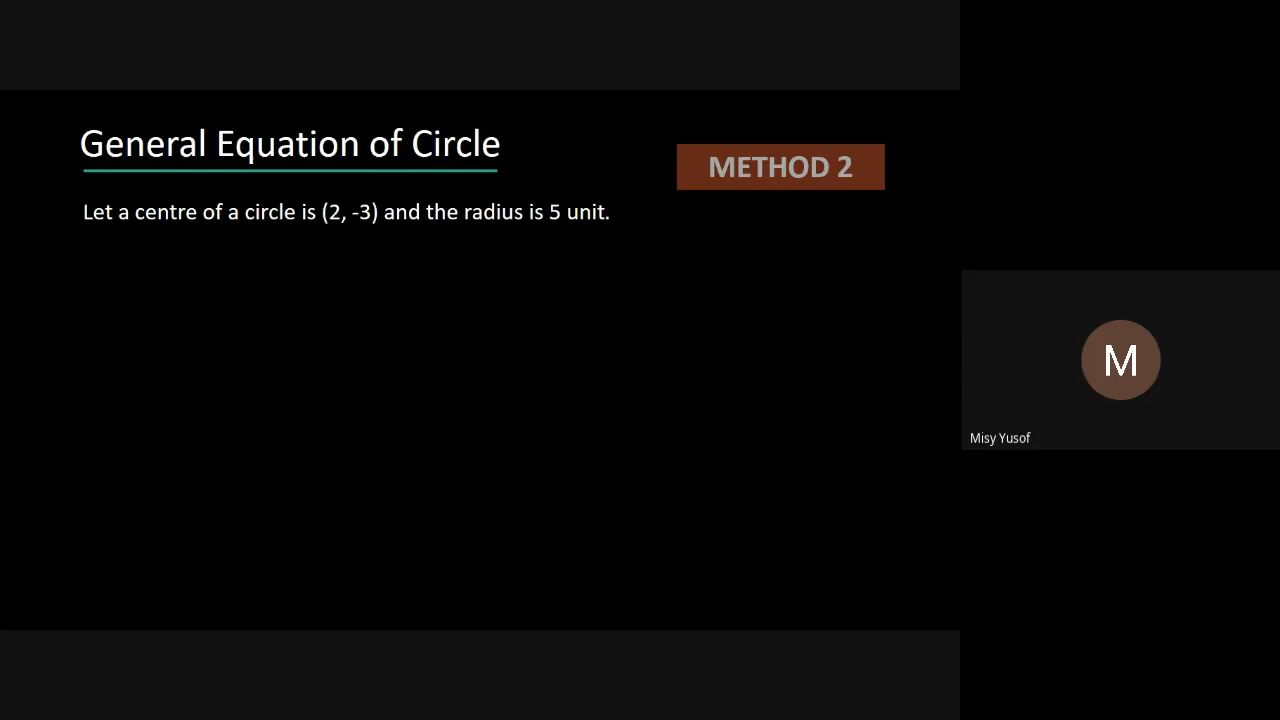 General Equation of Circle
METHOD 2
Let a centre of a circle is (2, -3) and the radius is 5 unit.
M
Misy Yusof